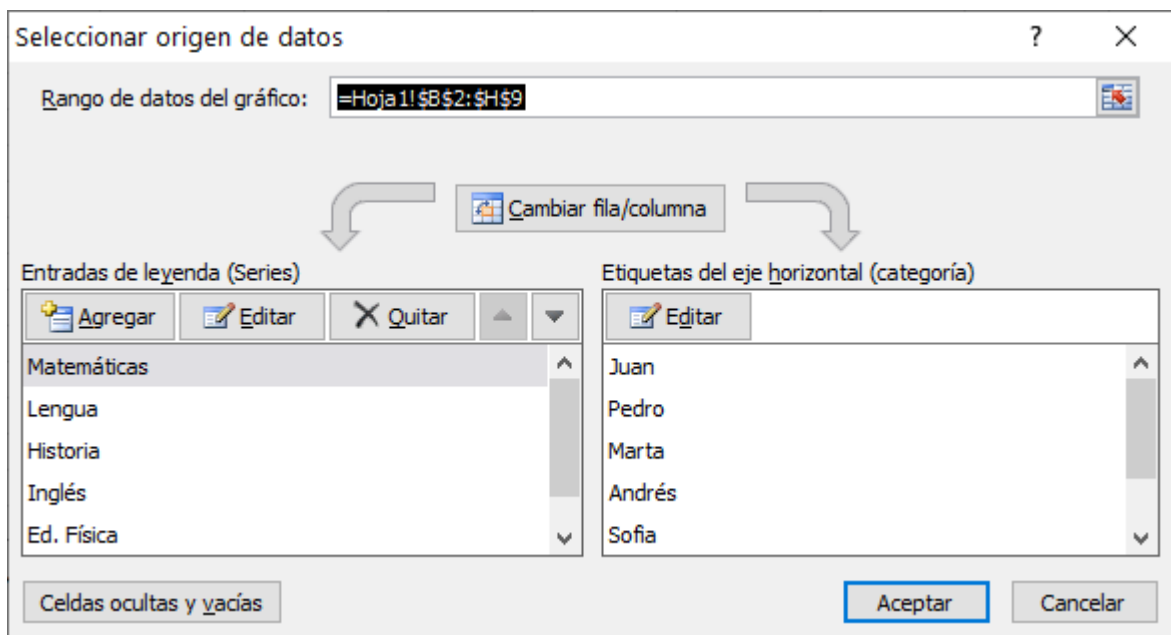 Seleccionar origen de datos
Rango de datos del gráfico: =Hoja1!$B$2:$H$9
Cambiar fila/columna
Entradas de leyenda (Series)
Agregar Editar Quitar
Matemáticas
Lengua
Historia
Inglés
Ed. Física
Etiquetas del eje horizontal (categoría)
Editar
Juan
Pedro
Marta
Andrés
Sofia
Celdas ocultas y vacías
Aceptar Cancelar